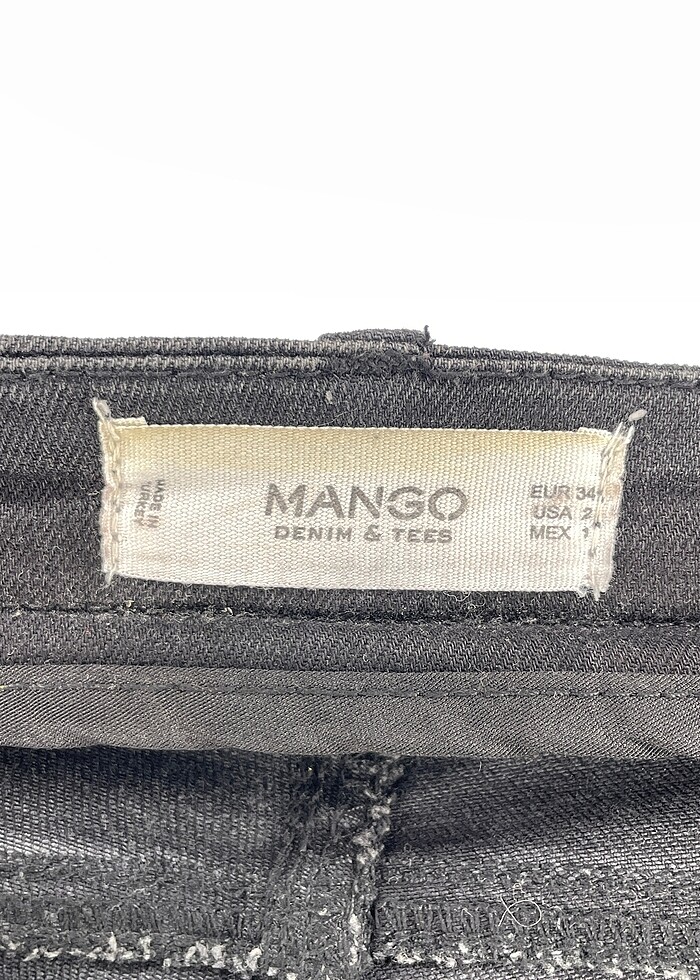 MADE IN
TURKEY
MANGO
DENIM & TEES
EUR 34
USA 2
MEX 1